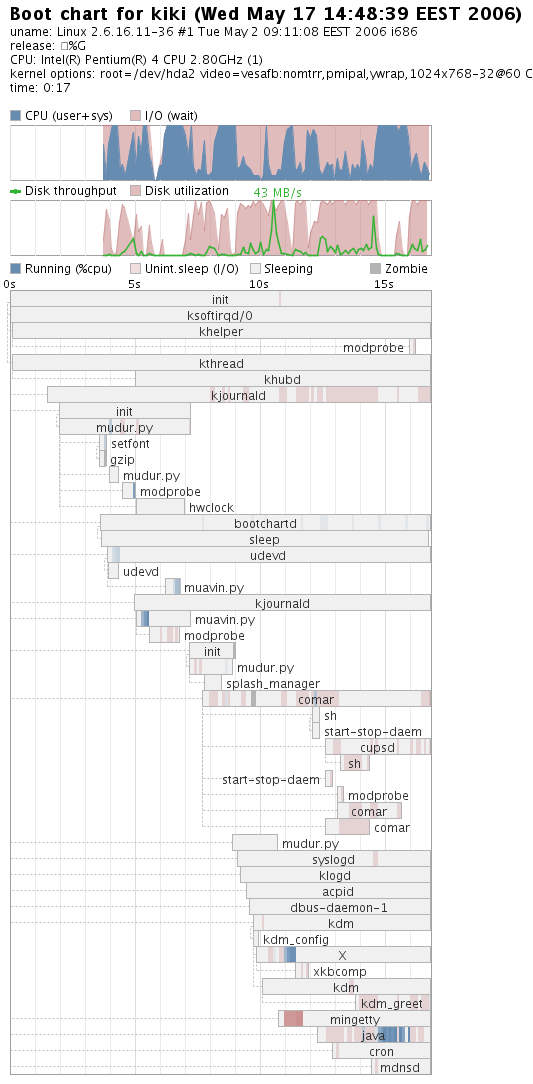 Boot chart for kiki (Wed May 17 14:48:39 EEST 2006)
uname: Linux 2.6.16.11-36 #1 Tue May 2 09:11:08 EEST 2006 i686
release: □%G
CPU: Intel(R) Pentium(R) 4 CPU 2.80GHz (1)
kernel options: root=/dev/hda2 video=vesafb:nomtrr,pmipal,ywrap,1024x768-32@60 C
time: 0:17
CPU (user+sys) I/O (wait)
Disk throughput Disk utilization 43 MB/s
Running (%cpu) Unint.sleep (I/O) Sleeping Zombie
0s 5s 10s 15s
init
ksoftirqd/0
khelper
modprobe
kthread
khubd
kjournald
init
mudur.py
setfont
gzip
mudur.py
modprobe
hwclock
bootchartd
sleep
udevd
udevd
muavin.py
kjournald
muavin.py
modprobe
init
mudur.py
splash_manager
comar
sh
start-stop-daem
cupsd
sh
start-stop-daem
modprobe
comar
comar
mudur.py
syslogd
klogd
acpid
dbus-daemon-1
kdm
kdm_config
X
xkbcomp
kdm
kdm_greet
mingetty
java
cron
mdnsd